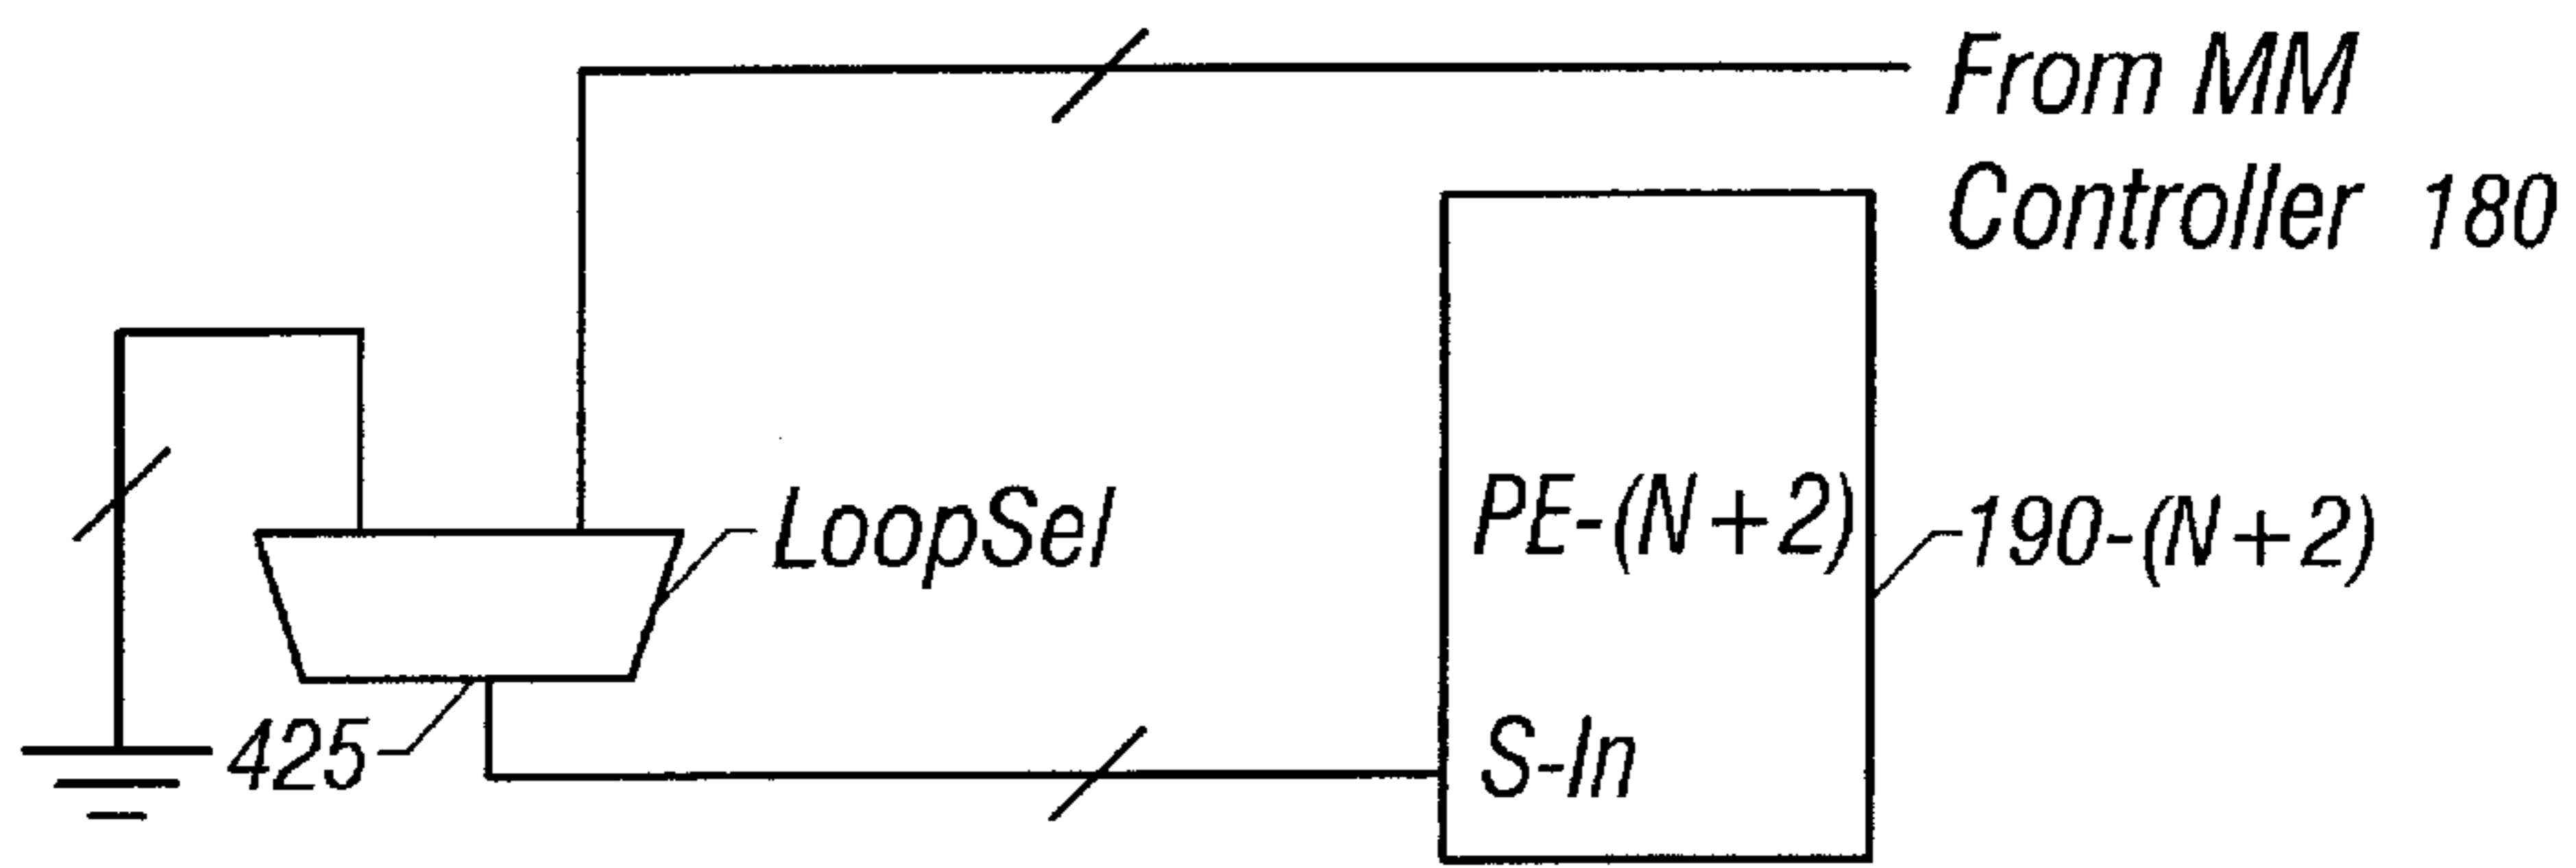 From MM
Controller 180
LoopSel
PE-(N+2)
190-(N+2)
425
S-In